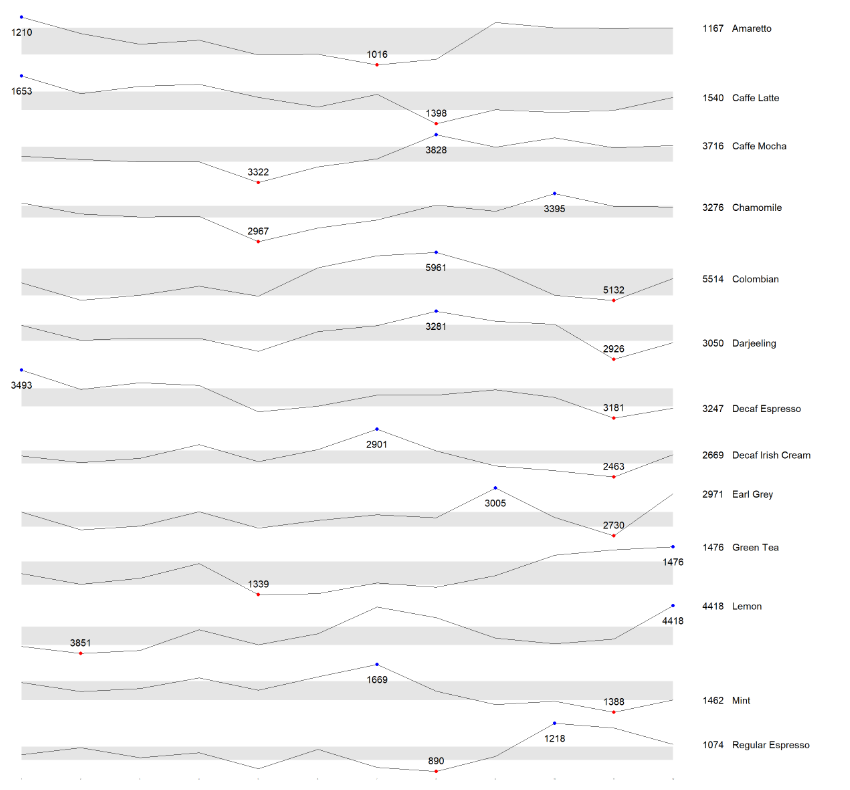 1210
1016
1167 Amaretto
1653
1398
1540 Caffe Latte
3322
3828
3716 Caffe Mocha
2967
3395
3276 Chamomile
5961
5132
5514 Colombian
3281
2926
3050 Darjeeling
3493
3181
3247 Decaf Espresso
2901
2463
2669 Decaf Irish Cream
3005
2730
2971 Earl Grey
1339
1476
1476 Green Tea
3851
4418
4418 Lemon
1669
1388
1462 Mint
890
1218
1074 Regular Espresso